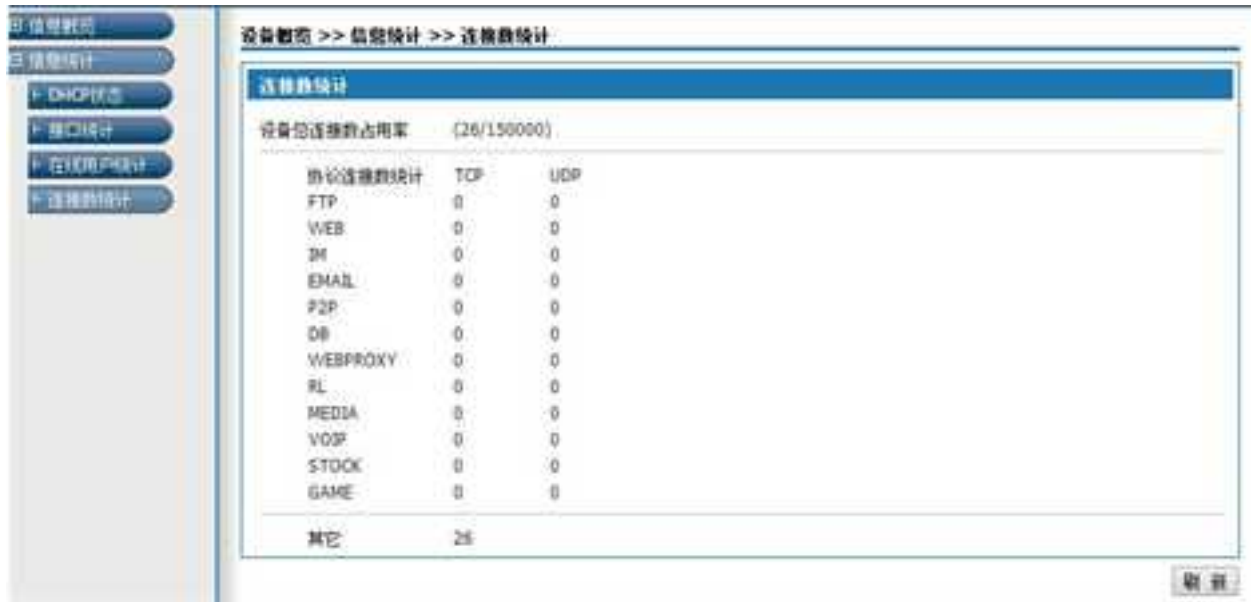 信息概览
信息统计
DHCP状态
接口统计
在线用户统计
连接数统计
设备概览 >> 信息统计 >> 连接数统计
连接数统计
设备总连接数占用率 (26/150000)
协议连接数统计 TCP UDP
FTP 0 0
WEB 0 0
IM 0 0
EMAIL 0 0
P2P 0 0
DB 0 0
WEBPROXY 0 0
RL 0 0
MEDIA 0 0
VOIP 0 0
STOCK 0 0
GAME 0 0
其它 26
刷 新